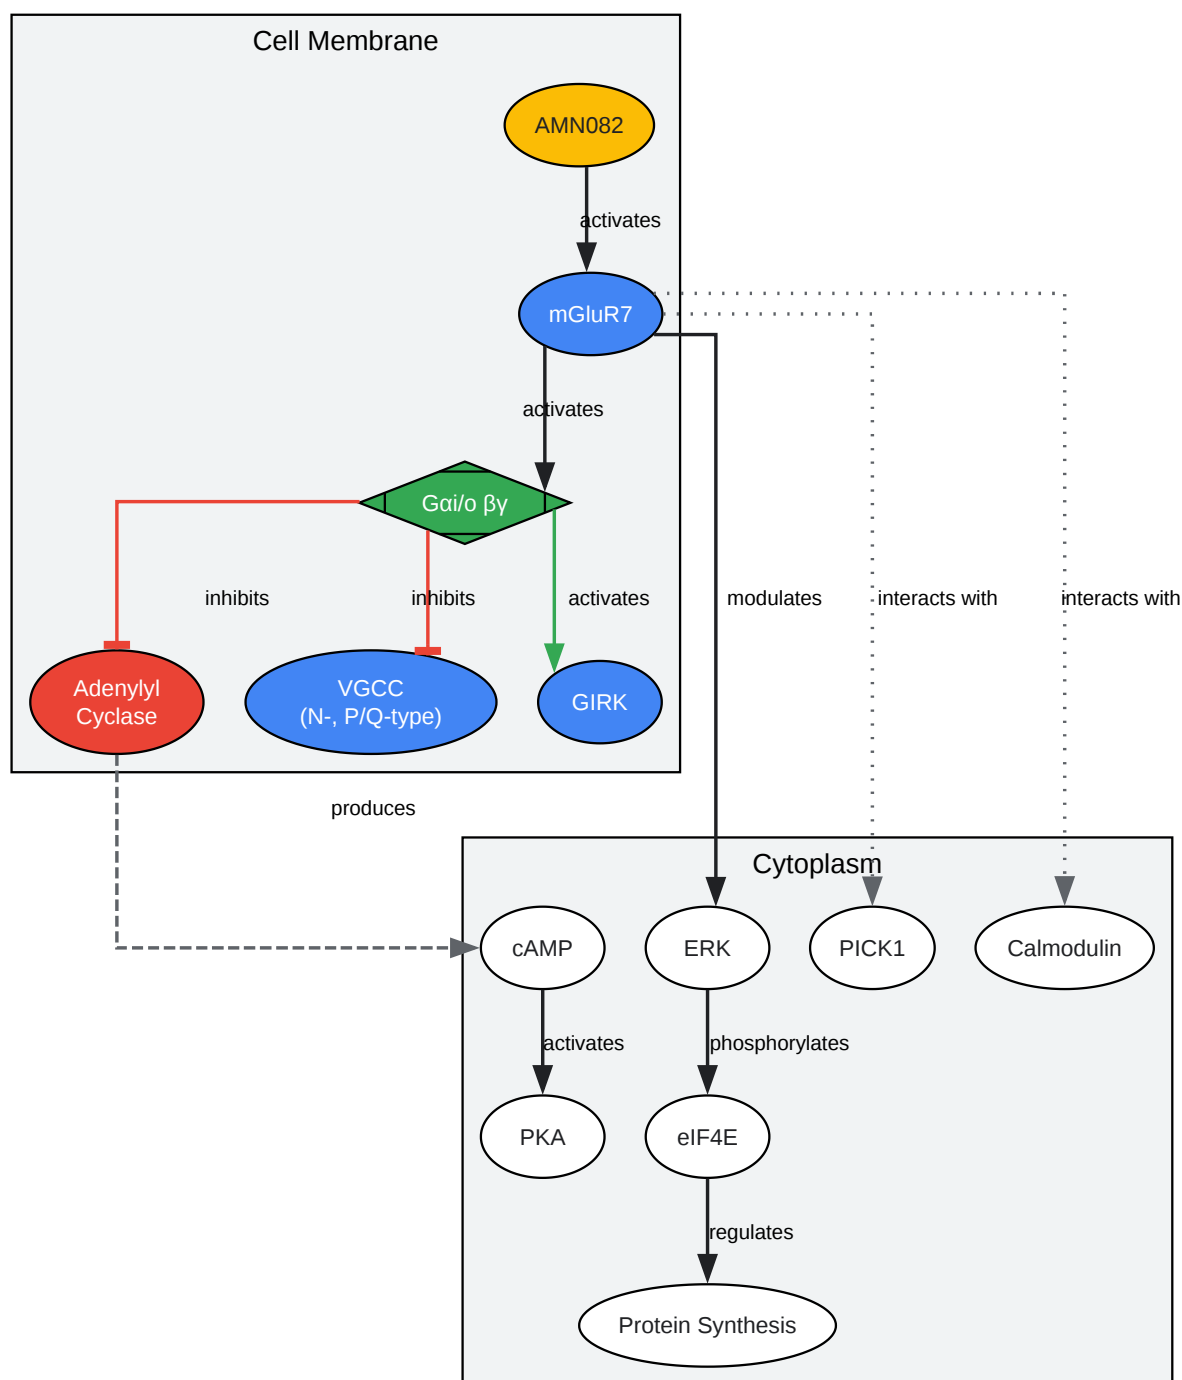 Cell Membrane
AMN082
activates
mGluR7
activates
Gαi/o βγ
inhibits
inhibits
activates
modulates
interacts with
interacts with
Adenylyl
Cyclase
VGCC
(N-, P/Q-type)
GIRK
produces
Cytoplasm
cAMP
ERK
PICK1
Calmodulin
activates
phosphorylates
PKA
eIF4E
regulates
Protein Synthesis